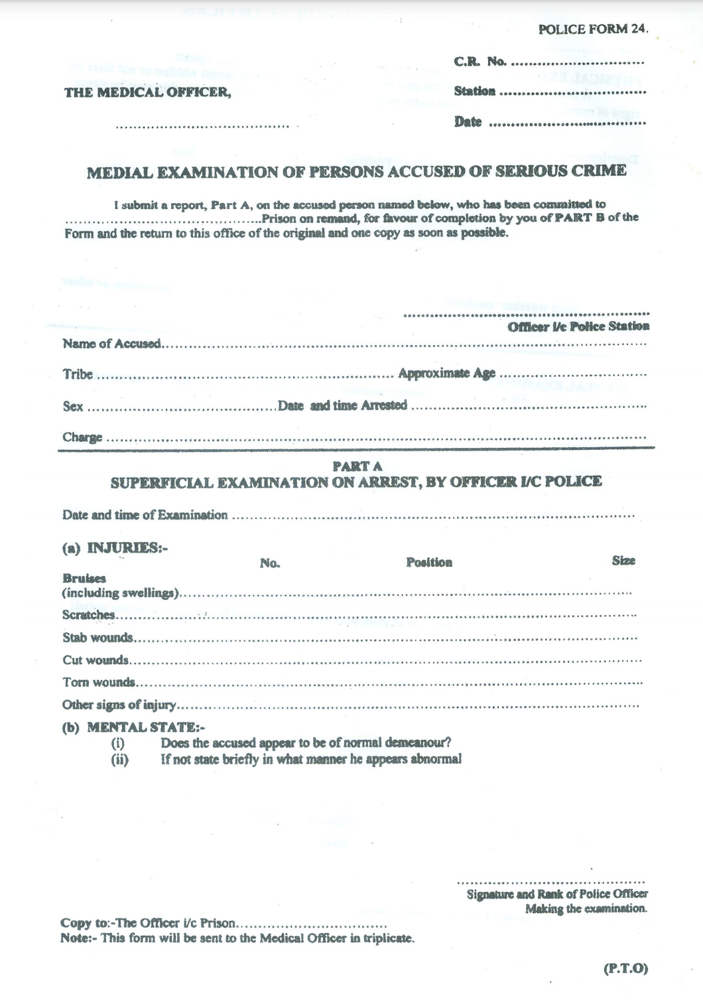 POLICE FORM 24.
C.R. No. ..............................
THE MEDICAL OFFICER,
Station ..............................
..............................
Date ..............................
MEDIAL EXAMINATION OF PERSONS ACCUSED OF SERIOUS CRIME
I submit a report, Part A, on the accused person named below, who has been committed to
..............................Prison on remand, for favour of completion by you of PART B of the
Form and the return to this office of the original and one copy as soon as possible.
..............................
Officer i/c Police Station
Name of Accused..............................
Tribe .............................. Approximate Age ..............................
Sex ..............................Date and time Arrested ..............................
Charge ..............................
PART A
SUPERFICIAL EXAMINATION ON ARREST, BY OFFICER I/C POLICE
Date and time of Examination ..............................
(a) INJURIES:-
No. Position Size
Bruises
(including swellings)..............................
Scratches..............................
Stab wounds..............................
Cut wounds..............................
Torn wounds..............................
Other signs of injury..............................
(b) MENTAL STATE:-
(i) Does the accused appear to be of normal demeanour?
(ii) If not state briefly in what manner he appears abnormal
..............................
Signature and Rank of Police Officer
Making the examination.
Copy to:-The Officer i/c Prison..............................
Note:- This form will be sent to the Medical Officer in triplicate.
(P.T.O)